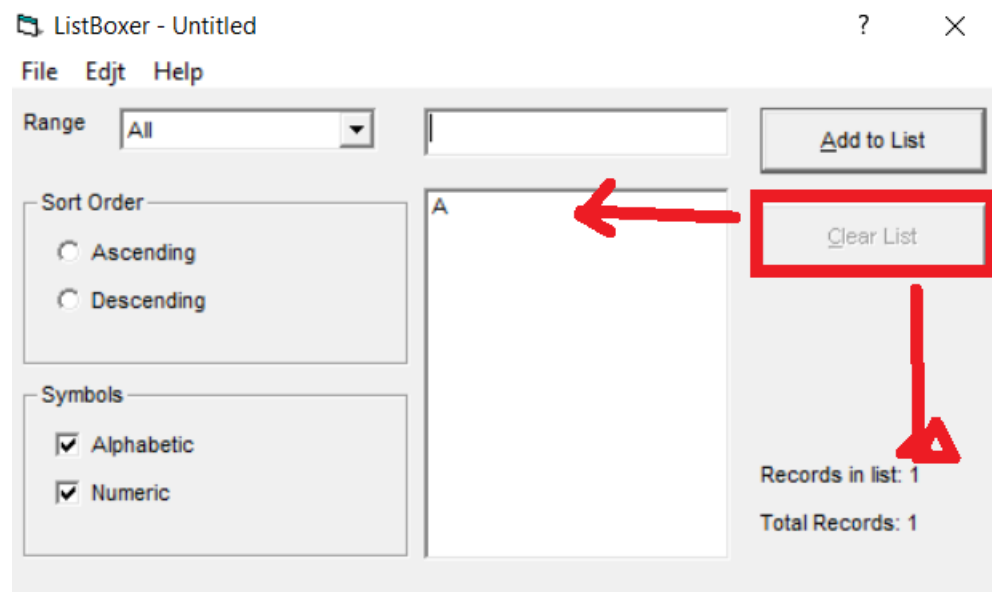 ListBoxer - Untitled ?
File Edjt Help
Range All Add to List
Sort Order A Clear List
Ascending
Descending
Symbols
Alphabetic
Numeric
Records in list: 1
Total Records: 1